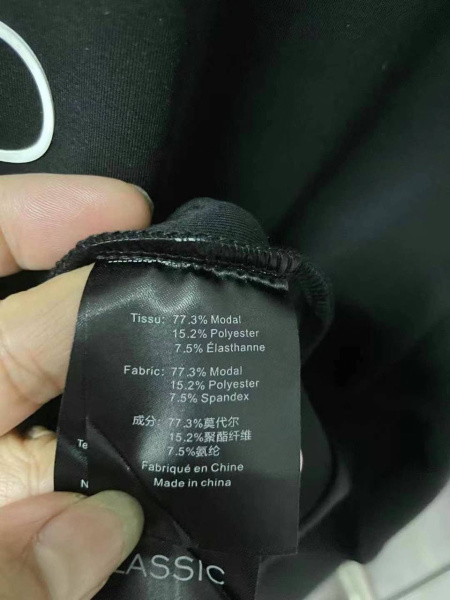 Tissu: 77.3% Modal
15.2% Polyester
7.5% Élasthanne
Fabric: 77.3% Modal
15.2% Polyester
7.5% Spandex
成分: 77.3%莫代尔
15.2%聚酯纤维
7.5%氨纶
Fabriqué en Chine
Made in china